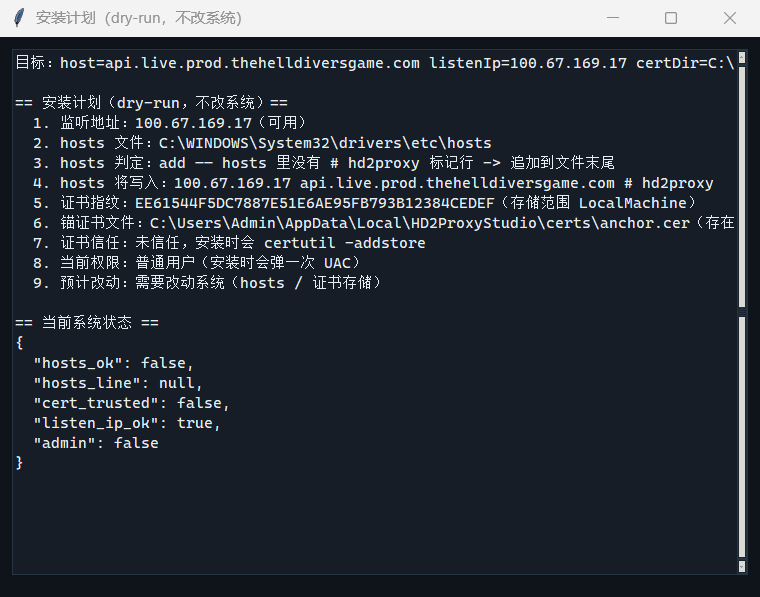 安装计划（dry-run，不改系统）
目标：host=api.live.prod.thehelldiversgame.com listenIp=100.67.169.17 certDir=C:\
== 安装计划（dry-run，不改系统）==
1. 监听地址：100.67.169.17（可用）
2. hosts 文件：C:\WINDOWS\System32\drivers\etc\hosts
3. hosts 判定：add —— hosts 里没有 # hd2proxy 标记行 -> 追加到文件末尾
4. hosts 将写入：100.67.169.17 api.live.prod.thehelldiversgame.com # hd2proxy
5. 证书指纹：EE61544F5DC7887E51E6AE95FB793B12384CEDEF（存储范围 LocalMachine）
6. 锚证书文件：C:\Users\Admin\AppData\Local\HD2ProxyStudio\certs\anchor.cer（存在
7. 证书信任：未信任，安装时会 certutil -addstore
8. 当前权限：普通用户（安装时会弹一次 UAC）
9. 预计改动：需要改动系统（hosts / 证书存储）
== 当前系统状态 ==
{
"hosts_ok": false,
"hosts_line": null,
"cert_trusted": false,
"listen_ip_ok": true,
"admin": false
}